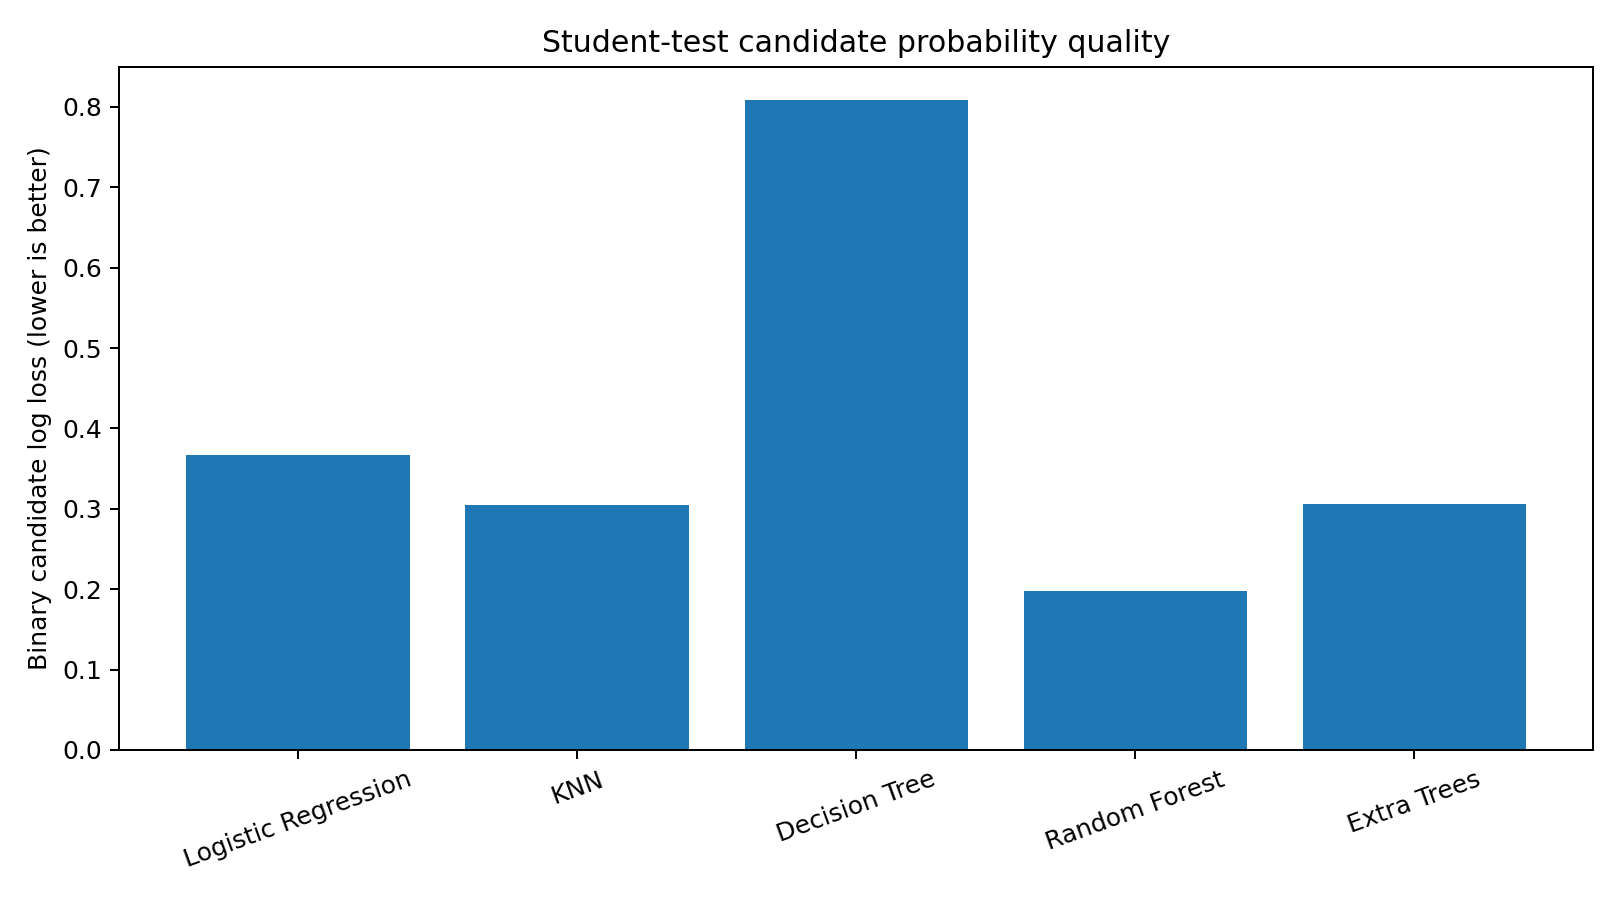 Student-test candidate probability quality
Binary candidate log loss (lower is better)
0.8
0.7
0.6
0.5
0.4
0.3
0.2
0.1
0.0
Logistic Regression
KNN
Decision Tree
Random Forest
Extra Trees